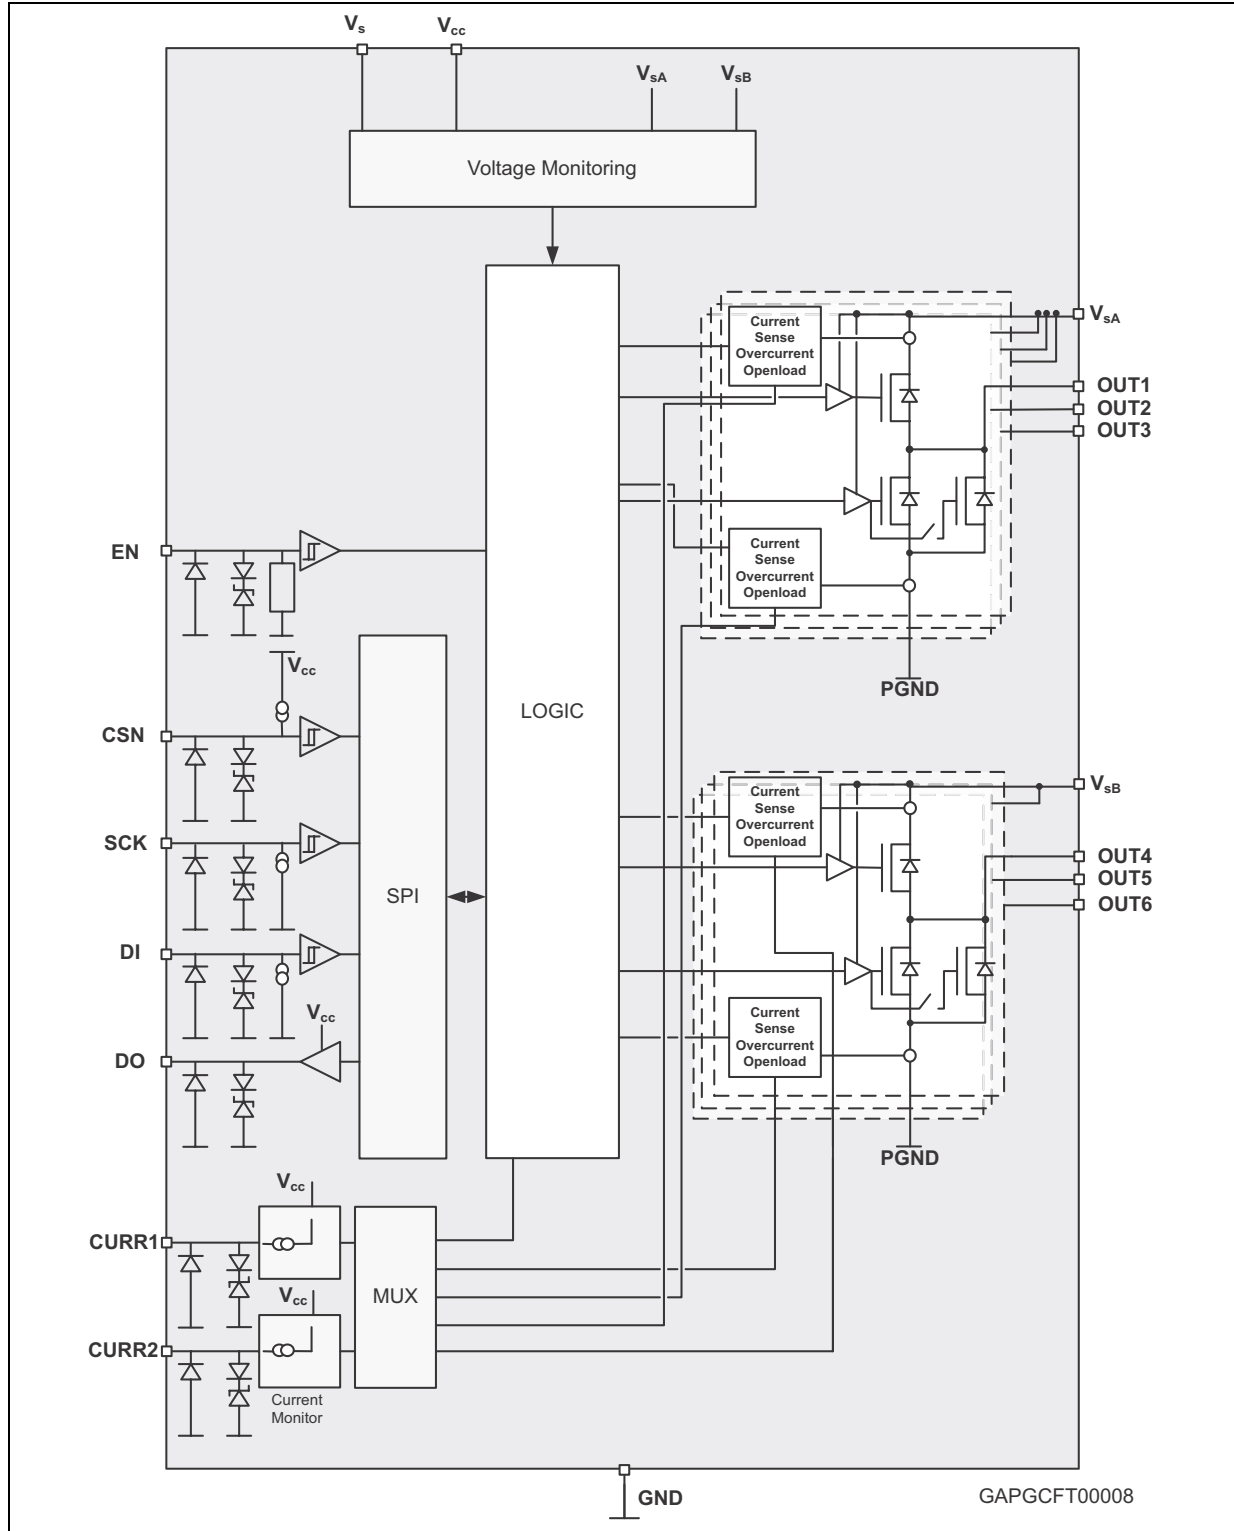 Vs
Vcc
VsA
VsB
Voltage Monitoring
Current
Sense
Overcurrent
Openload
VsA
OUT1
OUT2
OUT3
Current
Sense
Overcurrent
Openload
PGND
EN
Vcc
CSN
SCK
DI
Vcc
DO
SPI
LOGIC
Current
Sense
Overcurrent
Openload
VsB
OUT4
OUT5
OUT6
Current
Sense
Overcurrent
Openload
PGND
Vcc
CURR1
Vcc
CURR2
MUX
Current
Monitor
GND
GAPGCFT00008